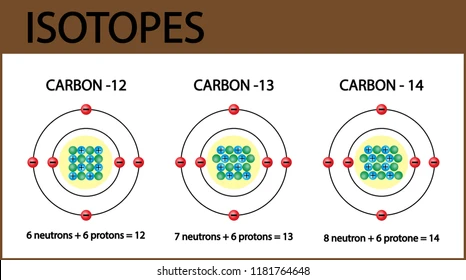 ISOTOPES
CARBON -12
CARBON -13
CARBON - 14
6 neutrons + 6 protons = 12
7 neutrons + 6 protons = 13
8 neutron + 6 protone = 14
shutterstock.com · 1181764648